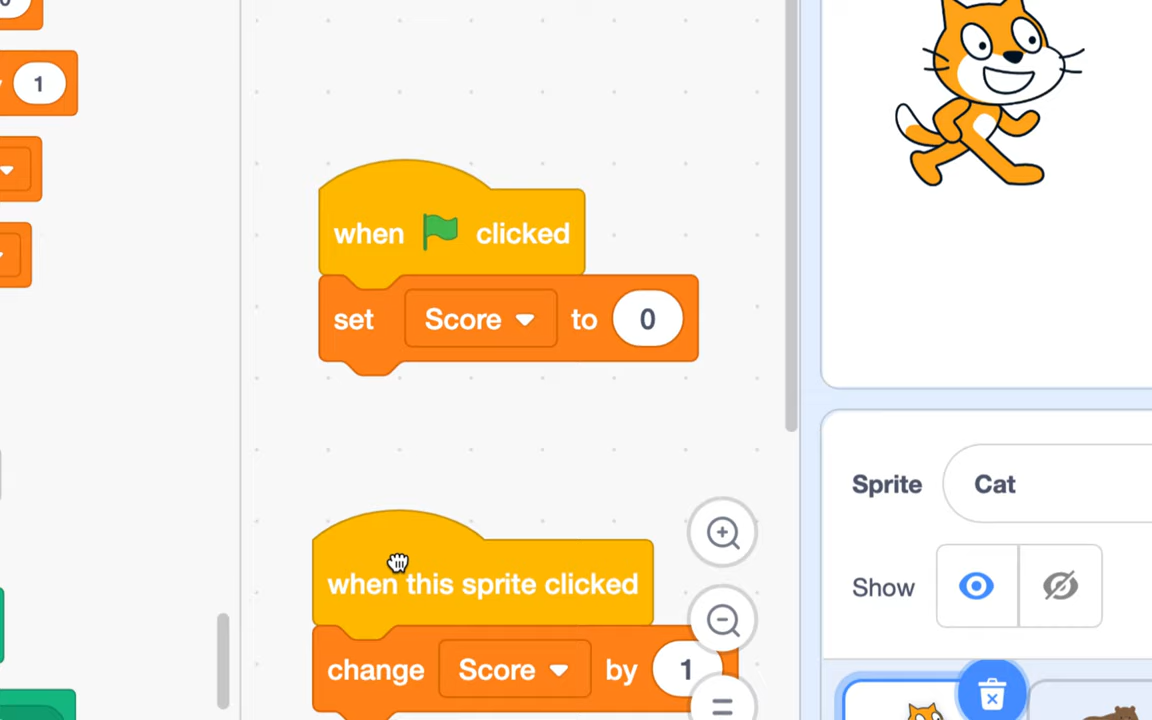 1
when clicked
set Score to 0
Sprite Cat
when this sprite clicked
Show
change Score by 1